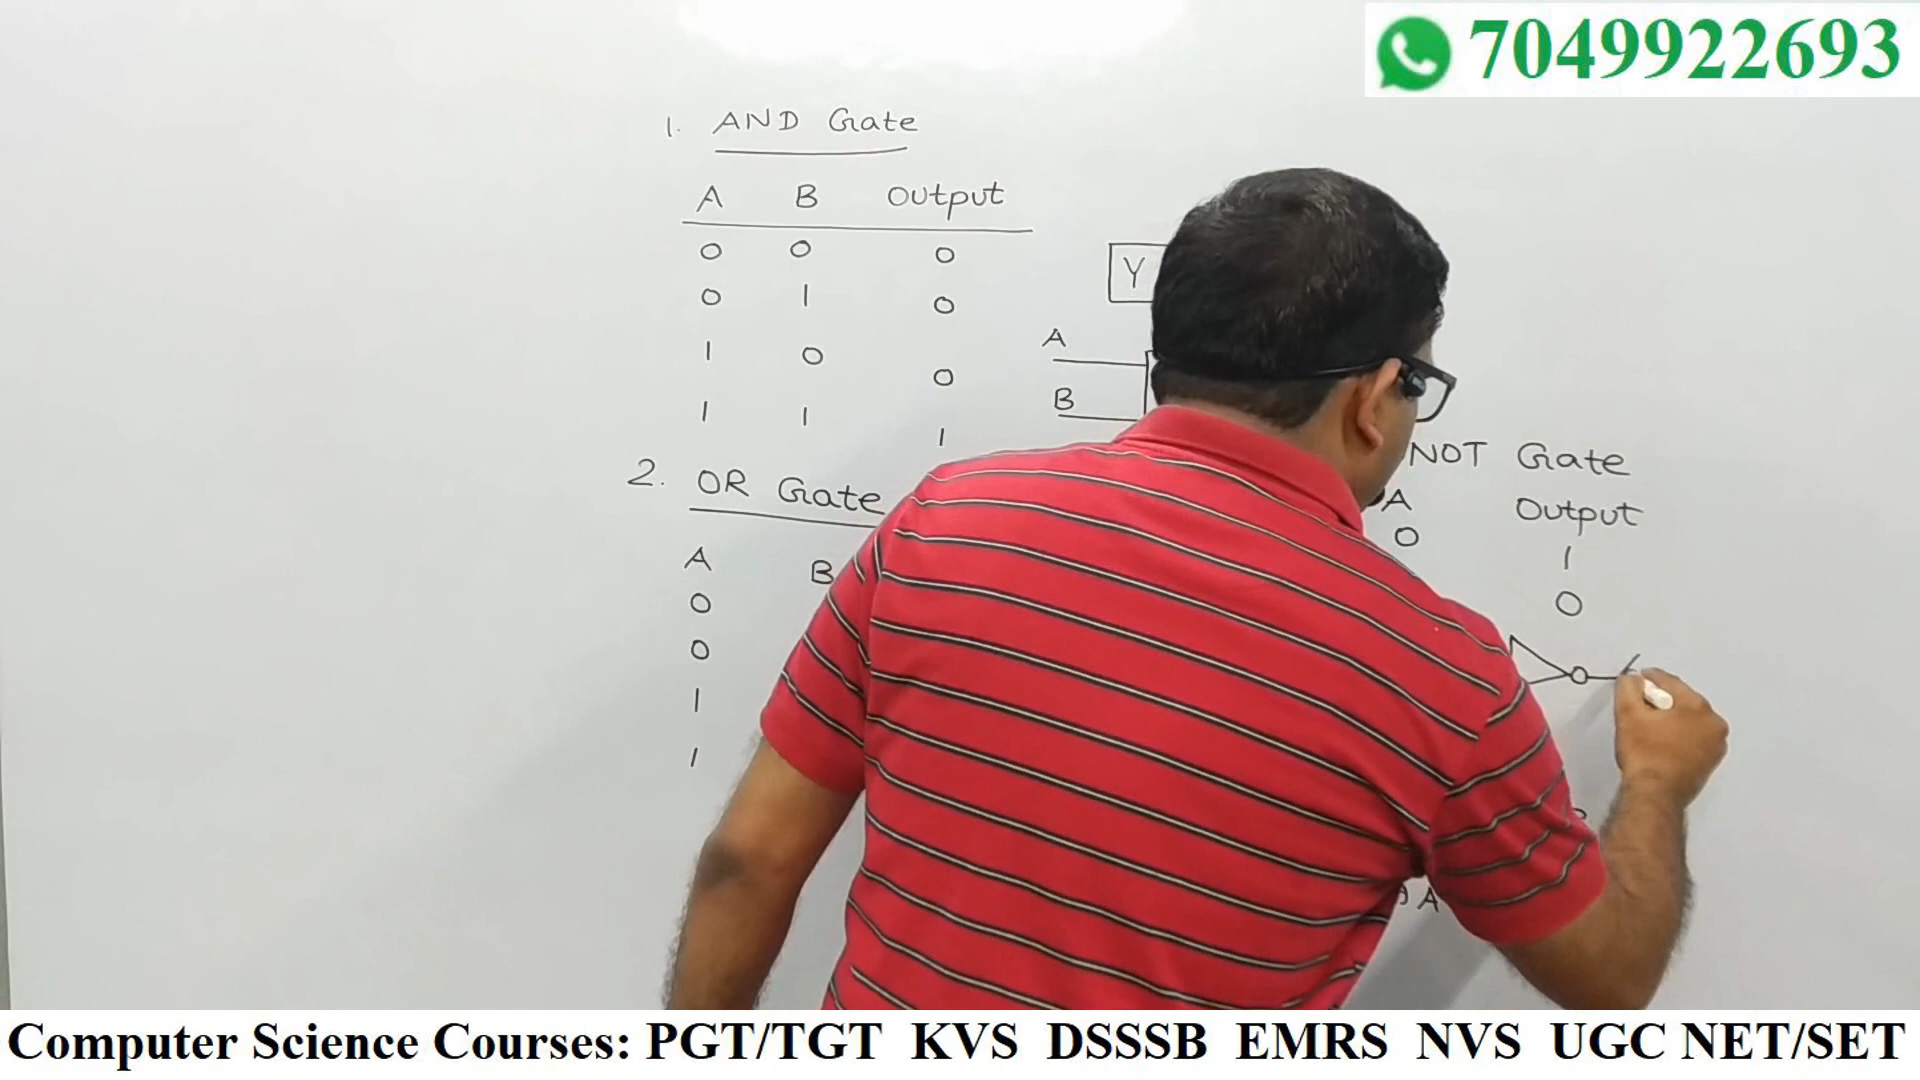 7049922693
1. AND Gate
A B Output
0 0 0
0 1 0
1 0 0
1 1 1
Y
A
B
2. OR Gate
A B
0
0
1
1
NOT Gate
A Output
0 1
0
A
Computer Science Courses: PGT/TGT KVS DSSSB EMRS NVS UGC NET/SET